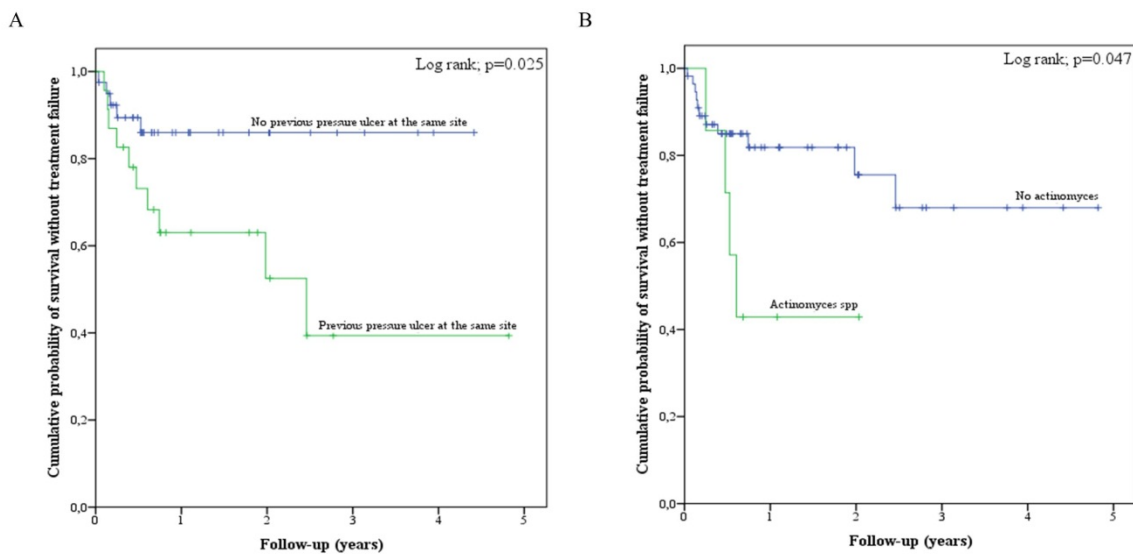 A
Log rank; p=0.025
Cumulative probability of survival without treatment failure
1,0
0,8
0,6
0,4
0,2
0,0
No previous pressure ulcer at the same site
Previous pressure ulcer at the same site
0 1 2 3 4 5
Follow-up (years)
B
Log rank; p=0.047
Cumulative probability of survival without treatment failure
1,0
0,8
0,6
0,4
0,2
0,0
No actinomyces
Actinomyces spp
0 1 2 3 4 5
Follow-up (years)